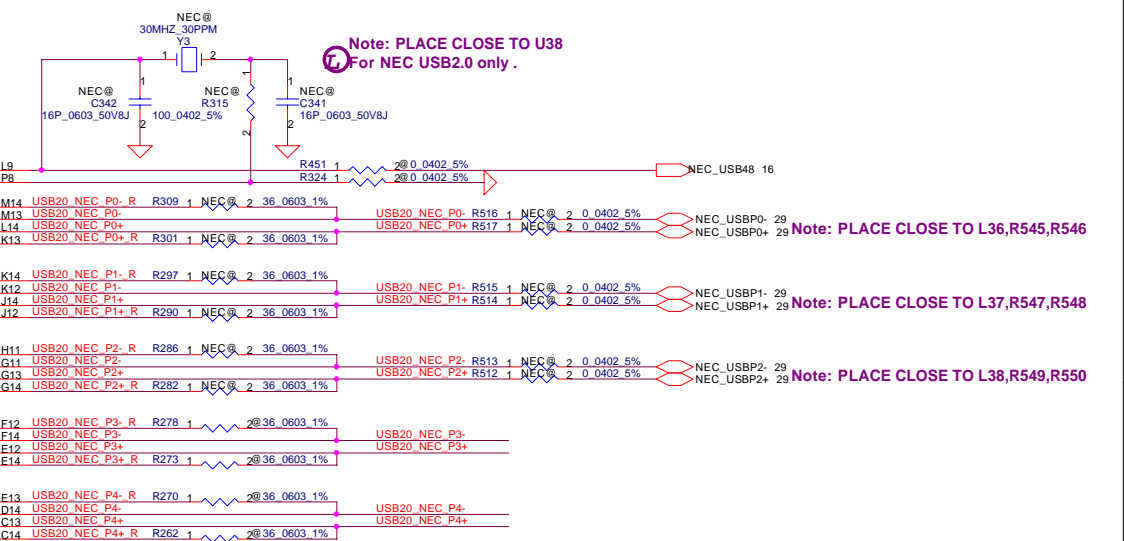 NEC@
30MHZ_30PPM
Y3
1 2
Note: PLACE CLOSE TO U38
For NEC USB2.0 only .
NEC@ C342 16P_0603_50V8J 1 2
NEC@ R315 100_0402_5% 1 2
NEC@ C341 16P_0603_50V8J 1 2
L9 R451 1 2@ 0_0402_5% NEC_USB48 16
P8 R324 1 2@ 0_0402_5%
M14 USB20_NEC_P0-_R R309 1 NEC@ 2 36_0603_1%
M13 USB20_NEC_P0- USB20_NEC_P0- R516 1 NEC@ 2 0_0402_5% NEC_USBP0- 29
L14 USB20_NEC_P0+ USB20_NEC_P0+ R517 1 NEC@ 2 0_0402_5% NEC_USBP0+ 29 Note: PLACE CLOSE TO L36,R545,R546
K13 USB20_NEC_P0+_R R301 1 NEC@ 2 36_0603_1%
K14 USB20_NEC_P1-_R R297 1 NEC@ 2 36_0603_1%
K12 USB20_NEC_P1- USB20_NEC_P1- R515 1 NEC@ 2 0_0402_5% NEC_USBP1- 29
J14 USB20_NEC_P1+ USB20_NEC_P1+ R514 1 NEC@ 2 0_0402_5% NEC_USBP1+ 29 Note: PLACE CLOSE TO L37,R547,R548
J12 USB20_NEC_P1+_R R290 1 NEC@ 2 36_0603_1%
H11 USB20_NEC_P2-_R R286 1 NEC@ 2 36_0603_1%
G11 USB20_NEC_P2- USB20_NEC_P2- R513 1 NEC@ 2 0_0402_5% NEC_USBP2- 29
G13 USB20_NEC_P2+ USB20_NEC_P2+ R512 1 NEC@ 2 0_0402_5% NEC_USBP2+ 29 Note: PLACE CLOSE TO L38,R549,R550
G14 USB20_NEC_P2+_R R282 1 NEC@ 2 36_0603_1%
F12 USB20_NEC_P3-_R R278 1 2@ 36_0603_1%
F14 USB20_NEC_P3- USB20_NEC_P3-
E12 USB20_NEC_P3+ USB20_NEC_P3+
E14 USB20_NEC_P3+_R R273 1 2@ 36_0603_1%
E13 USB20_NEC_P4-_R R270 1 2@ 36_0603_1%
D14 USB20_NEC_P4- USB20_NEC_P4-
C13 USB20_NEC_P4+ USB20_NEC_P4+
C14 USB20_NEC_P4+_R R262 1 2@ 36_0603_1%